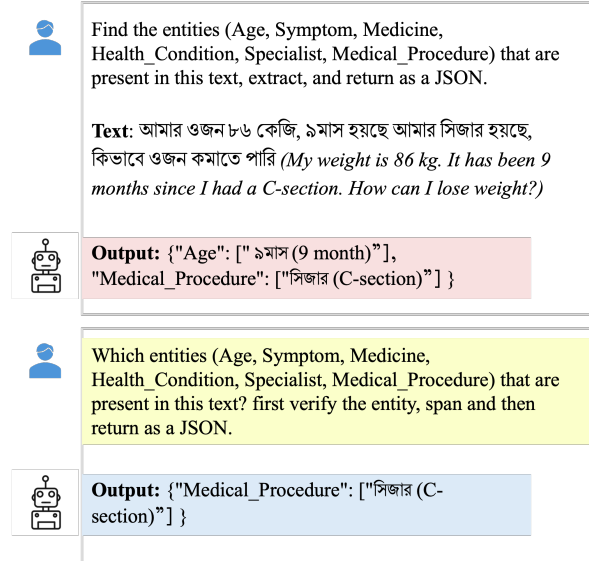 Find the entities (Age, Symptom, Medicine,
Health_Condition, Specialist, Medical_Procedure) that are
present in this text, extract, and return as a JSON.
Text: আমার ওজন ৮৬ কেজি, ৯মাস হয়ছে আমার সিজার হয়ছে,
কিভাবে ওজন কমাতে পারি (My weight is 86 kg. It has been 9
months since I had a C-section. How can I lose weight?)
Output: {"Age": [" ৯মাস (9 month)”],
"Medical_Procedure": ["সিজার (C-section)”] }
Which entities (Age, Symptom, Medicine,
Health_Condition, Specialist, Medical_Procedure) that are
present in this text? first verify the entity, span and then
return as a JSON.
Output: {"Medical_Procedure": ["সিজার (C-
section)”] }